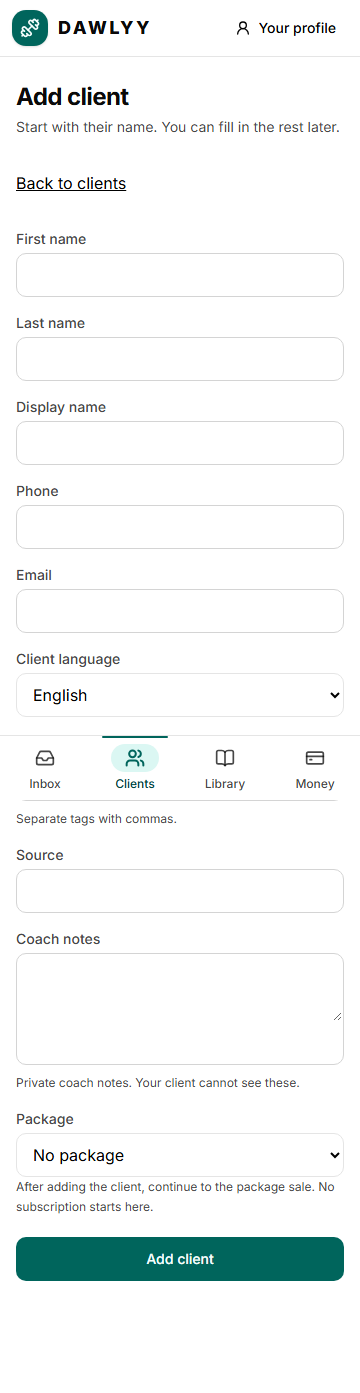 DAWLYY
Your profile
Add client
Start with their name. You can fill in the rest later.
Back to clients
First name
Last name
Display name
Phone
Email
Client language
English
Inbox
Clients
Library
Money
Separate tags with commas.
Source
Coach notes
Private coach notes. Your client cannot see these.
Package
No package
After adding the client, continue to the package sale. No
subscription starts here.
Add client